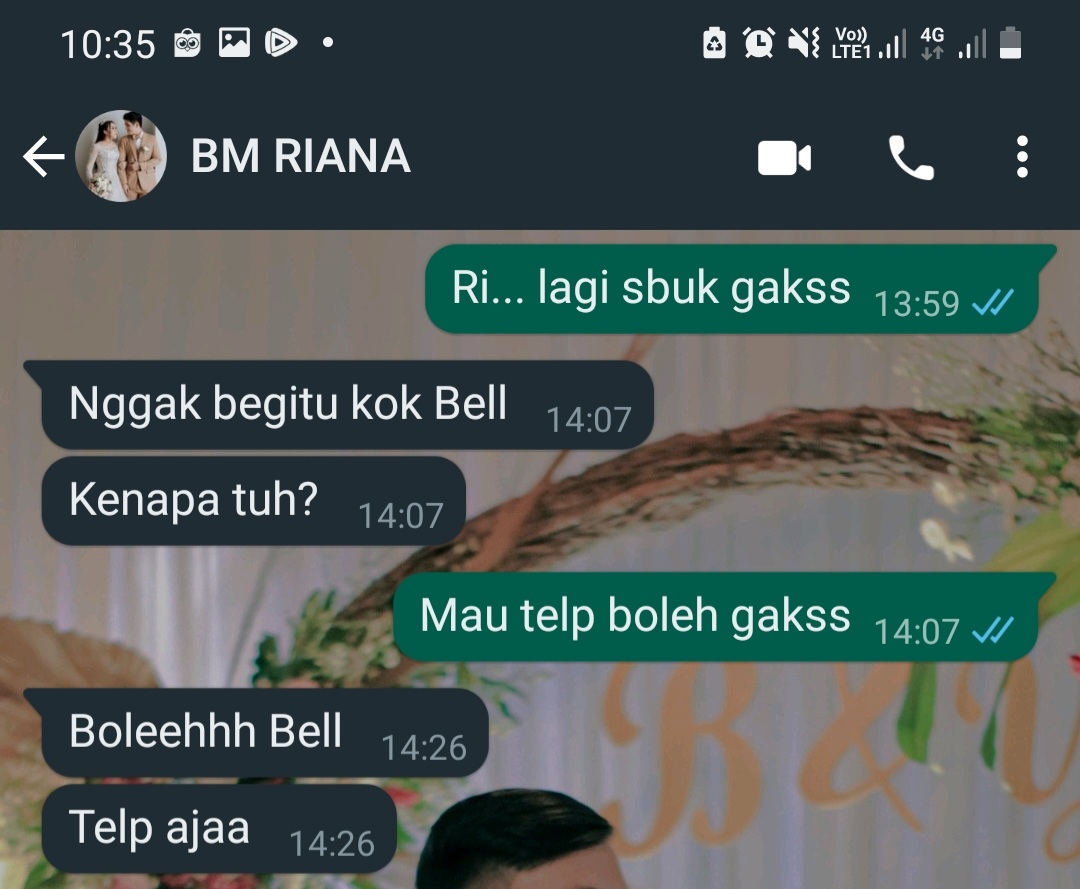 10:35
Vo)) LTE1 4G
BM RIANA
Ri... lagi sbuk gakss 13:59
Nggak begitu kok Bell 14:07
Kenapa tuh? 14:07
Mau telp boleh gakss 14:07
Boleehhh Bell 14:26
B & Y
Telp ajaa 14:26